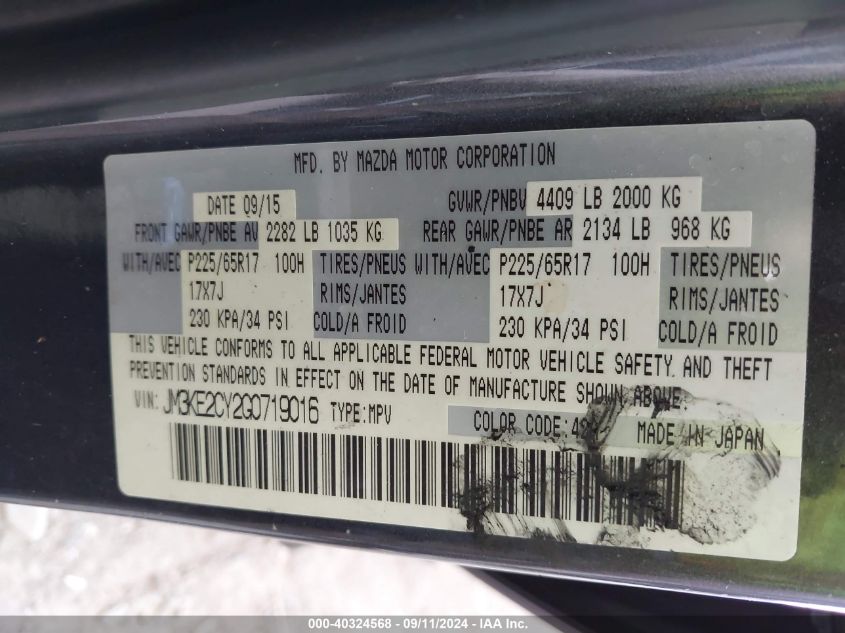 MFD. BY MAZDA MOTOR CORPORATION
DATE 09/15 GVWR/PNBV 4409 LB 2000 KG
FRONT GAWR/PNBE AV 2282 LB 1035 KG REAR GAWR/PNBE AR 2134 LB 968 KG
WITH/AVEC P225/65R17 100H TIRES/PNEUS WITH/AVEC P225/65R17 100H TIRES/PNEUS
17X7J RIMS/JANTES 17X7J RIMS/JANTES
230 KPA/34 PSI COLD/A FROID 230 KPA/34 PSI COLD/A FROID
THIS VEHICLE CONFORMS TO ALL APPLICABLE FEDERAL MOTOR VEHICLE SAFETY AND THEFT
PREVENTION STANDARDS IN EFFECT ON THE DATE OF MANUFACTURE SHOWN ABOVE.
VIN: JM3KE2CY2G0719016 TYPE:MPV
COLOR CODE: MADE IN JAPAN
000-40324568 - 09/11/2024 - IAA Inc.